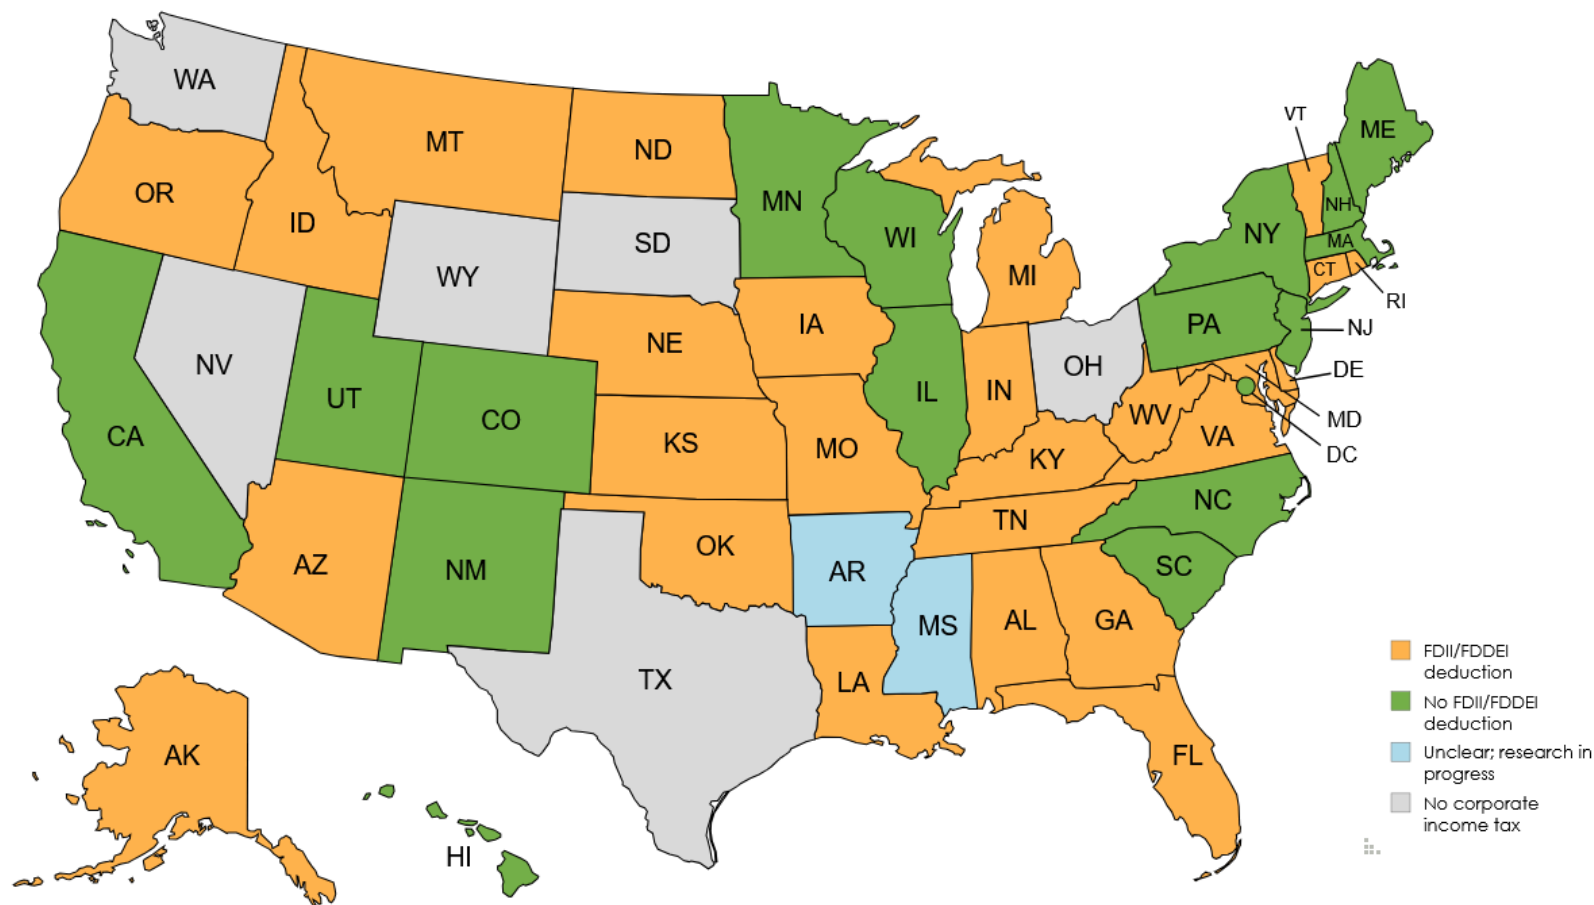 WA
MT
ND
VT
ME
OR
ID
MN
NH
SD
WI
NY
MA
WY
MI
CT
RI
IA
PA
NJ
NV
NE
OH
DE
UT
IL
IN
CO
WV
MD
CA
KS
MO
VA
KY
DC
NC
TN
OK
AZ
NM
AR
SC
MS
AL
GA
TX
LA
FL
AK
HI
FDII/FDDEI
deduction
No FDII/FDDEI
deduction
Unclear; research in
progress
No corporate
income tax